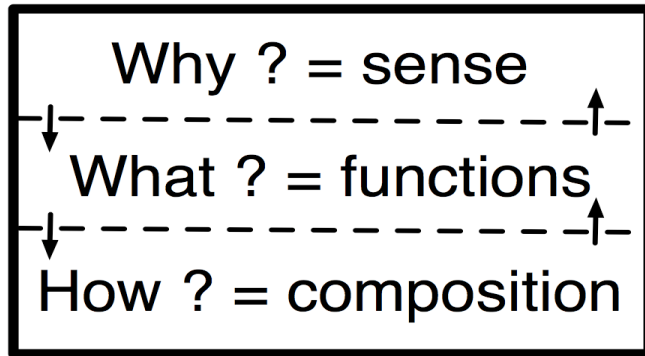 Why ? = sense
What ? = functions
How ? = composition